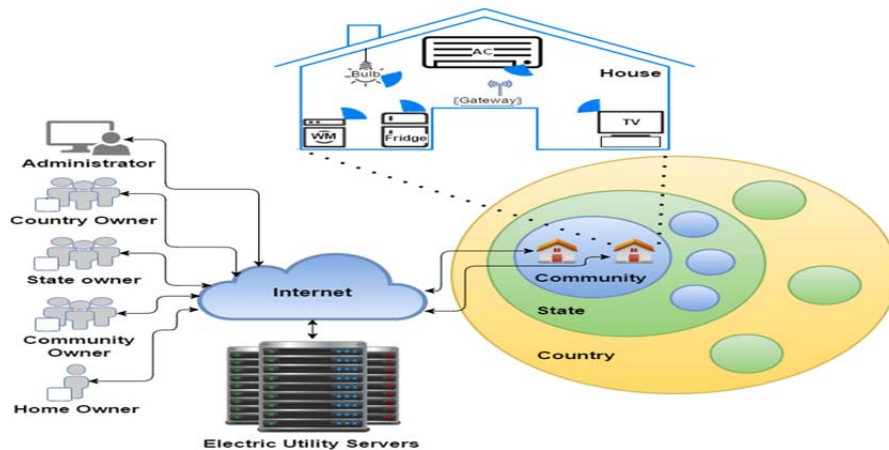 AC
Bulb
House
[Gateway]
WM
Fridge
TV
Administrator
Country Owner
State owner
Community
Owner
Home Owner
Internet
Electric Utility Servers
Community
State
Country